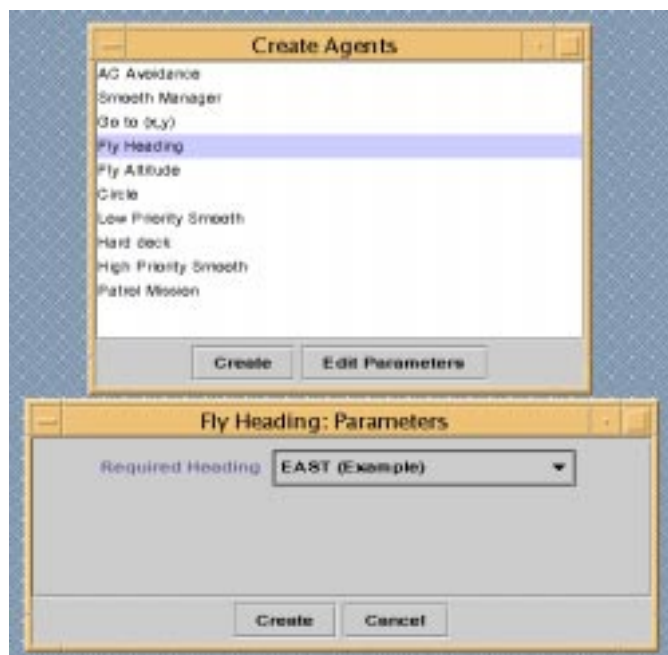 Create Agents
AC Avoidance
Smooth Manager
Go to (x,y)
Fly Heading
Fly Altitude
Circle
Low Priority Smooth
Hard deck
High Priority Smooth
Patrol Mission
Create Edit Parameters
Fly Heading: Parameters
Required Heading EAST (Example)
Create Cancel